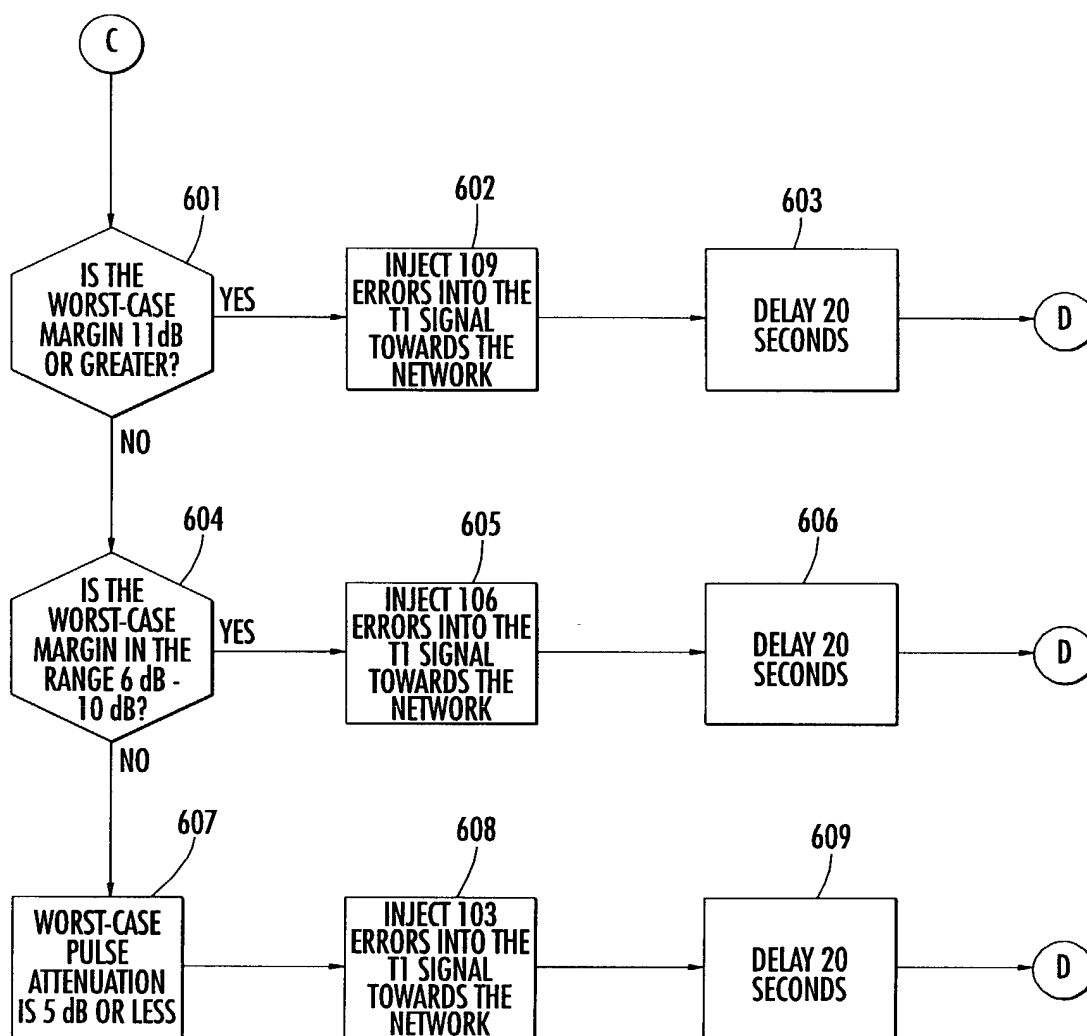 C
601
IS THE
WORST-CASE
MARGIN 11dB
OR GREATER?
YES
NO
602
INJECT 109
ERRORS INTO THE
T1 SIGNAL
TOWARDS THE
NETWORK
603
DELAY 20
SECONDS
D
604
IS THE
WORST-CASE
MARGIN IN THE
RANGE 6 dB -
10 dB?
YES
NO
605
INJECT 106
ERRORS INTO THE
T1 SIGNAL
TOWARDS THE
NETWORK
606
DELAY 20
SECONDS
D
607
WORST-CASE
PULSE
ATTENUATION
IS 5 dB OR LESS
608
INJECT 103
ERRORS INTO THE
T1 SIGNAL
TOWARDS THE
NETWORK
609
DELAY 20
SECONDS
D